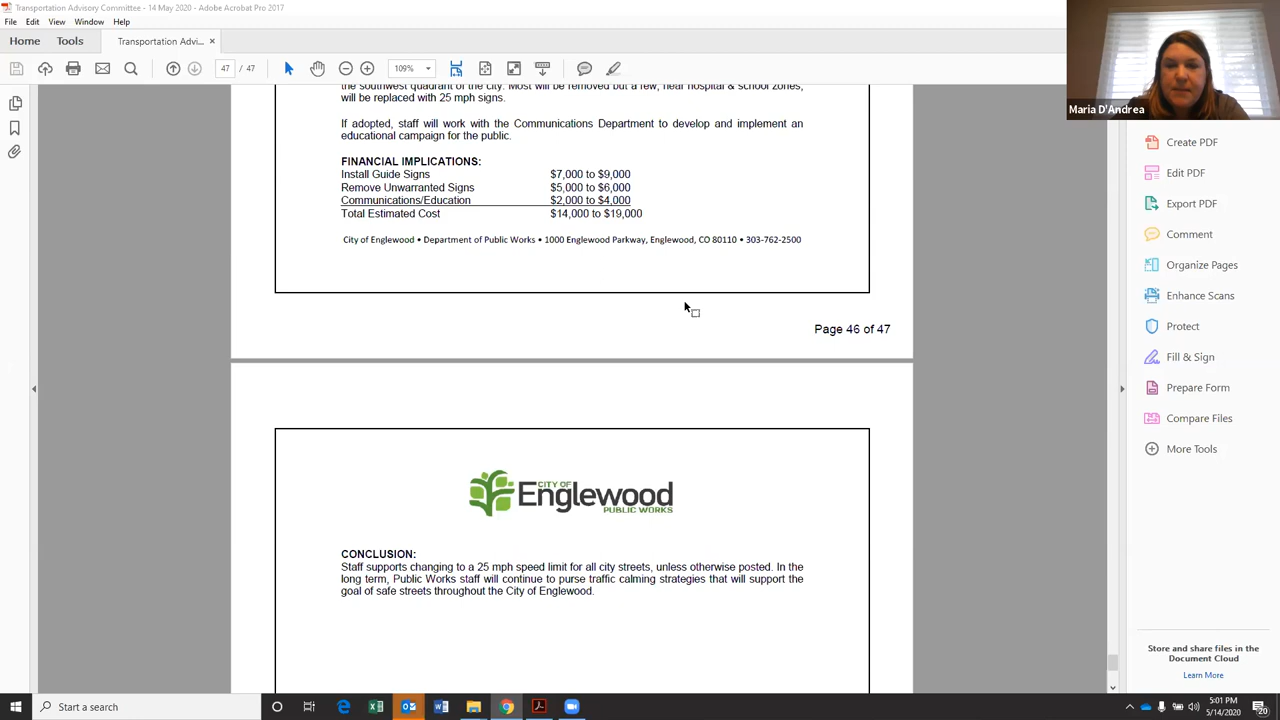 Transportation Advisory Committee - 14 May 2020 - Adobe Acrobat Pro 2017
File Edit View Window Help
Home Tools Transportation Advi... ×
47 / 47 109%
the southwest quadrant of the city. Most will be removed but a few, near hospital & school zones,
will be replaced with 25 mph signs.
If adopted, work with the Communications Department to develop and implement an
educational campaign for the public.
FINANCIAL IMPLICATIONS:
Install Guide Signs $7,000 to $9,000
Remove Unwarranted Signs $5,000 to $6,000
Communications/Education $2,000 to $4,000
Total Estimated Cost $14,000 to $19,000
City of Englewood • Department of Public Works • 1000 Englewood Parkway, Englewood, CO 80110 • 303-762-2500
Page 46 of 47
CITY OF
Englewood
PUBLIC WORKS
CONCLUSION:
Staff supports changing to a 25 mph speed limit for all city streets, unless otherwise posted. In the
long term, Public Works staff will continue to purse traffic calming strategies that will support the
goal of safe streets throughout the City of Englewood.
Maria D'Andrea
Create PDF
Edit PDF
Export PDF
Comment
Organize Pages
Enhance Scans
Protect
Fill & Sign
Prepare Form
Compare Files
More Tools
Store and share files in the
Document Cloud
Learn More
Start a search
5:01 PM
5/14/2020
20